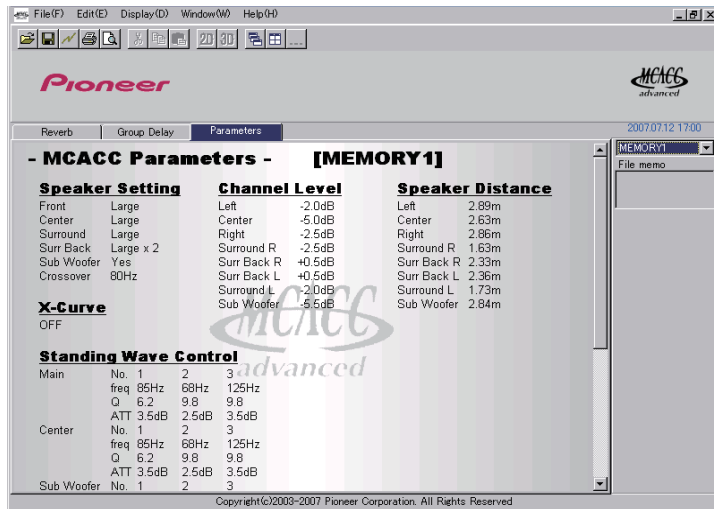 File(F) Edit(E) Display(D) Window(W) Help(H)
2D 3D ...
Pioneer
MCACC
advanced
Reverb Group Delay Parameters
2007.07.12 17:00
MEMORY1
File memo
- MCACC Parameters - [MEMORY1]
Speaker Setting
Front Large
Center Large
Surround Large
Surr Back Large x 2
Sub Woofer Yes
Crossover 80Hz
X-Curve
OFF
Channel Level
Left -2.0dB
Center -5.0dB
Right -2.5dB
Surround R -2.5dB
Surr Back R +0.5dB
Surr Back L +0.5dB
Surround L -2.0dB
Sub Woofer -5.5dB
Speaker Distance
Left 2.89m
Center 2.63m
Right 2.86m
Surround R 1.63m
Surr Back R 2.33m
Surr Back L 2.36m
Surround L 1.73m
Sub Woofer 2.84m
MCACC
advanced
Standing Wave Control
Main No. 1 2 3
freq 85Hz 68Hz 125Hz
Q 6.2 9.8 9.8
ATT 3.5dB 2.5dB 3.5dB
Center No. 1 2 3
freq 85Hz 68Hz 125Hz
Q 6.2 9.8 9.8
ATT 3.5dB 2.5dB 3.5dB
Sub Woofer No. 1 2 3
Copyright(c)2003-2007 Pioneer Corporation. All Rights Reserved